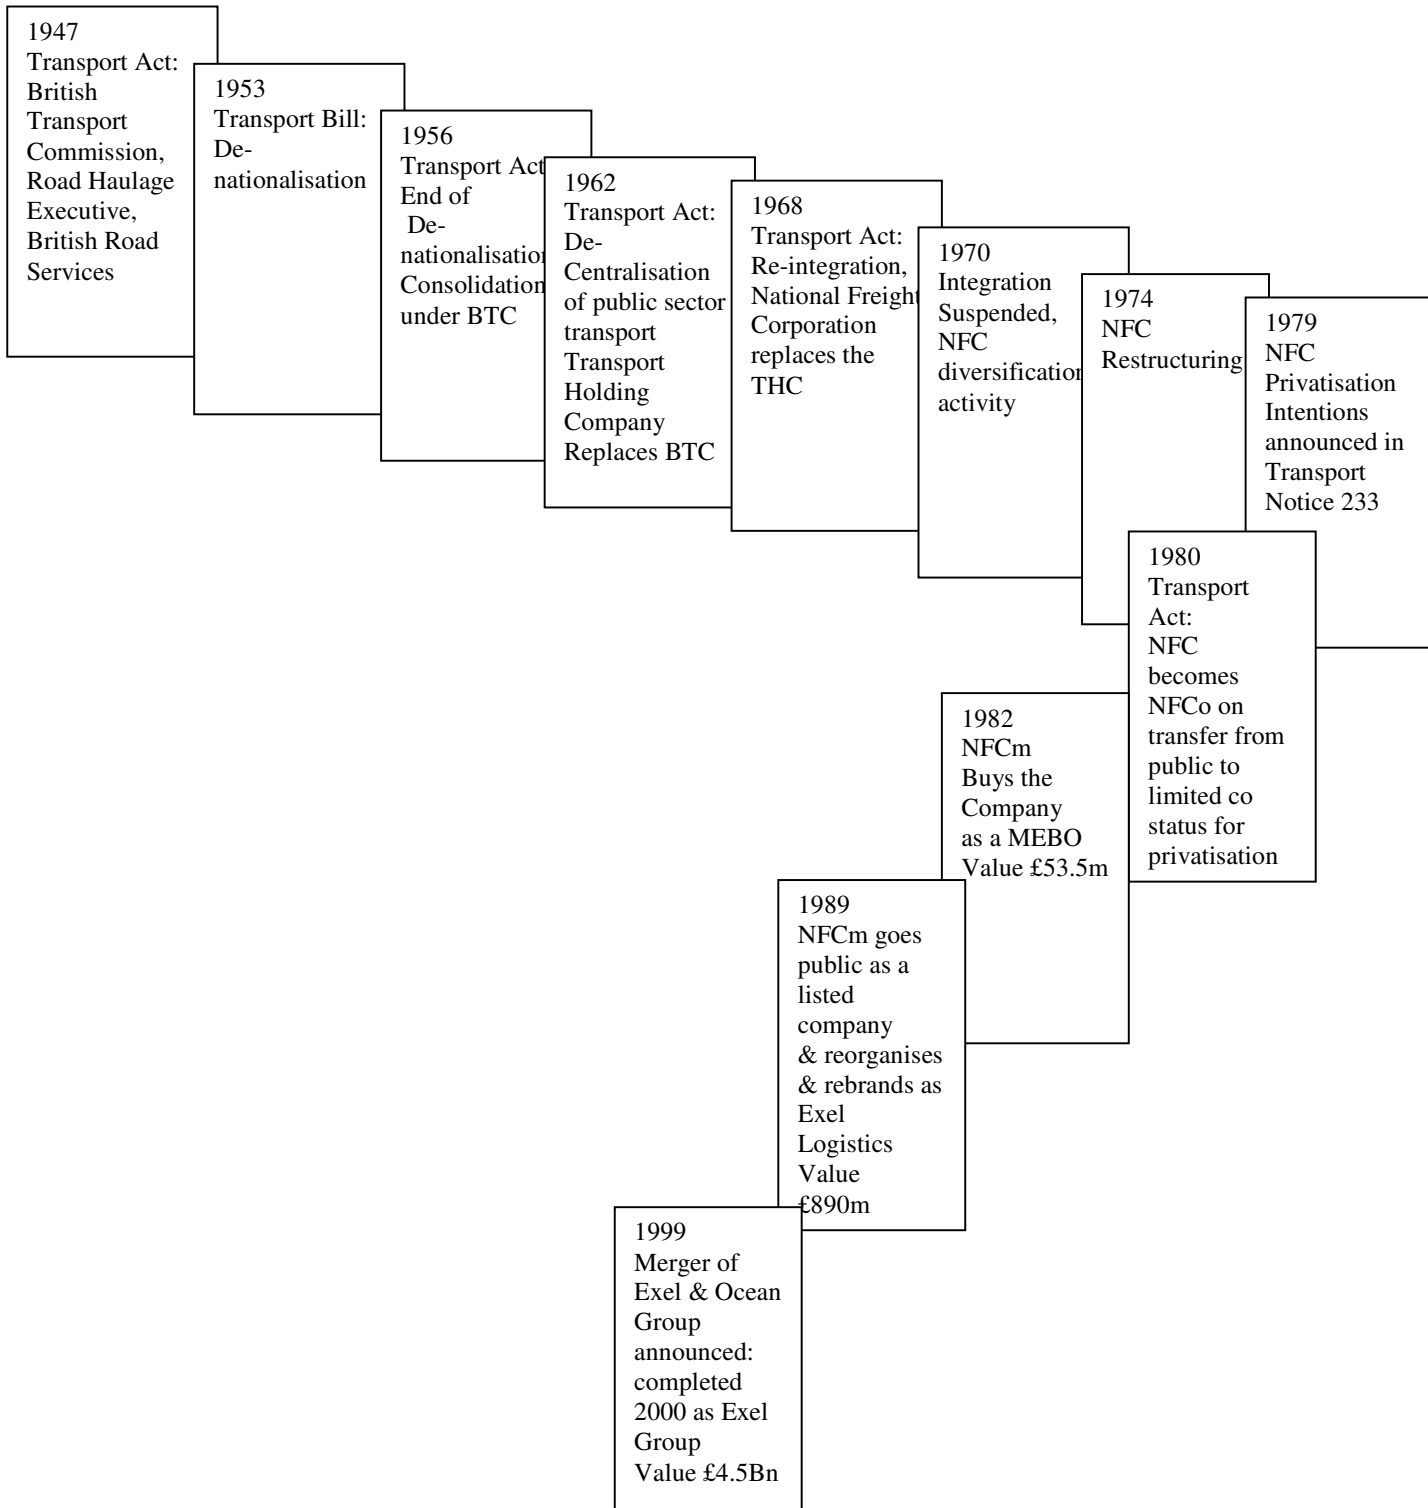 1947
Transport Act:
British
Transport
Commission,
Road Haulage
Executive,
British Road
Services
1953
Transport Bill:
De-
nationalisation
1956
Transport Act
End of
De-
nationalisation
Consolidation
under BTC
1962
Transport Act:
De-
Centralisation
of public sector
transport
Transport
Holding
Company
Replaces BTC
1968
Transport Act:
Re-integration,
National Freight
Corporation
replaces the
THC
1970
Integration
Suspended,
NFC
diversification
activity
1974
NFC
Restructuring
1979
NFC
Privatisation
Intentions
announced in
Transport
Notice 233
1980
Transport
Act:
NFC
becomes
NFCo on
transfer from
public to
limited co
status for
privatisation
1982
NFCm
Buys the
Company
as a MEBO
Value £53.5m
1989
NFCm goes
public as a
listed
company
& reorganises
& rebrands as
Exel
Logistics
Value
£890m
1999
Merger of
Exel & Ocean
Group
announced:
completed
2000 as Exel
Group
Value £4.5Bn